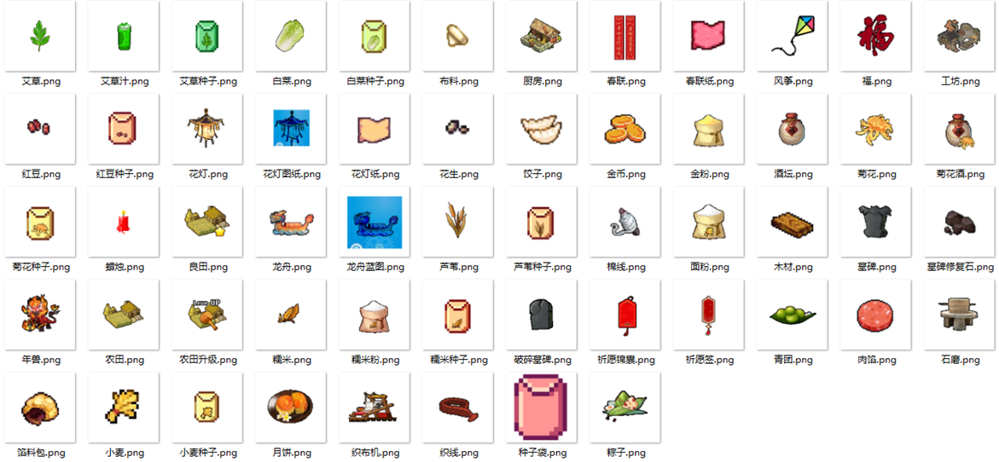 艾草.png
艾草汁.png
艾草种子.png
白菜.png
白菜种子.png
布料.png
厨房.png
春联.png
春联纸.png
风筝.png
福
福.png
工坊.png
红豆.png
红豆种子.png
花灯.png
花灯图纸.png
花灯纸.png
花生.png
饺子.png
金币.png
金粉.png
酒坛.png
菊花.png
菊花酒.png
菊花种子.png
蜡烛.png
良田.png
龙舟.png
龙舟蓝图.png
芦苇.png
芦苇种子.png
棉线.png
面粉.png
木材.png
墓碑.png
墓碑修复石.png
Level UP
年兽.png
农田.png
农田升级.png
糯米.png
糯米粉.png
糯米种子.png
破碎墓碑.png
祈愿锦囊.png
祈愿签.png
青团.png
肉馅.png
石磨.png
馅料包.png
小麦.png
小麦种子.png
月饼.png
织布机.png
织线.png
种子袋.png
粽子.png